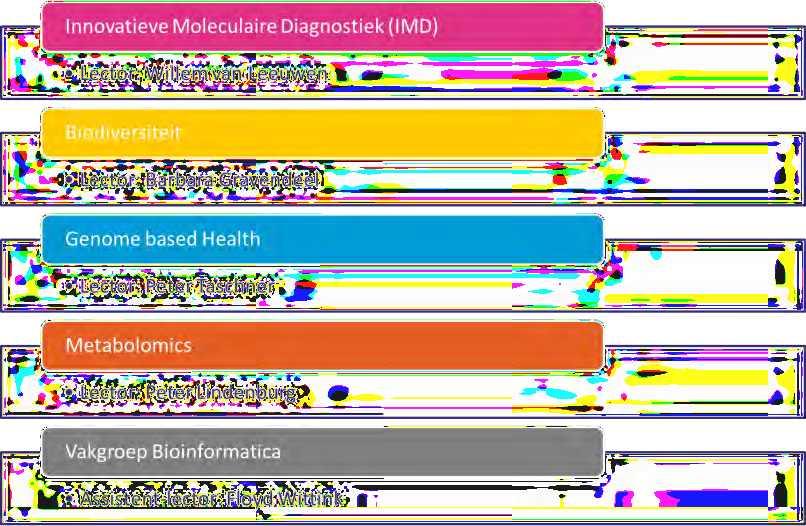 Innovatieve Moleculaire Diagnostiek (IMD)
• Lector: Willem van Leeuwen
Biodiversiteit
• Lector: Barbara Gravendeel
Genome based Health
• Lector: Peter Taschner
Metabolomics
• Lector: Peter Lindenburg
Vakgroep Bioinformatica
• Assistent-lector: Floyd Wittink